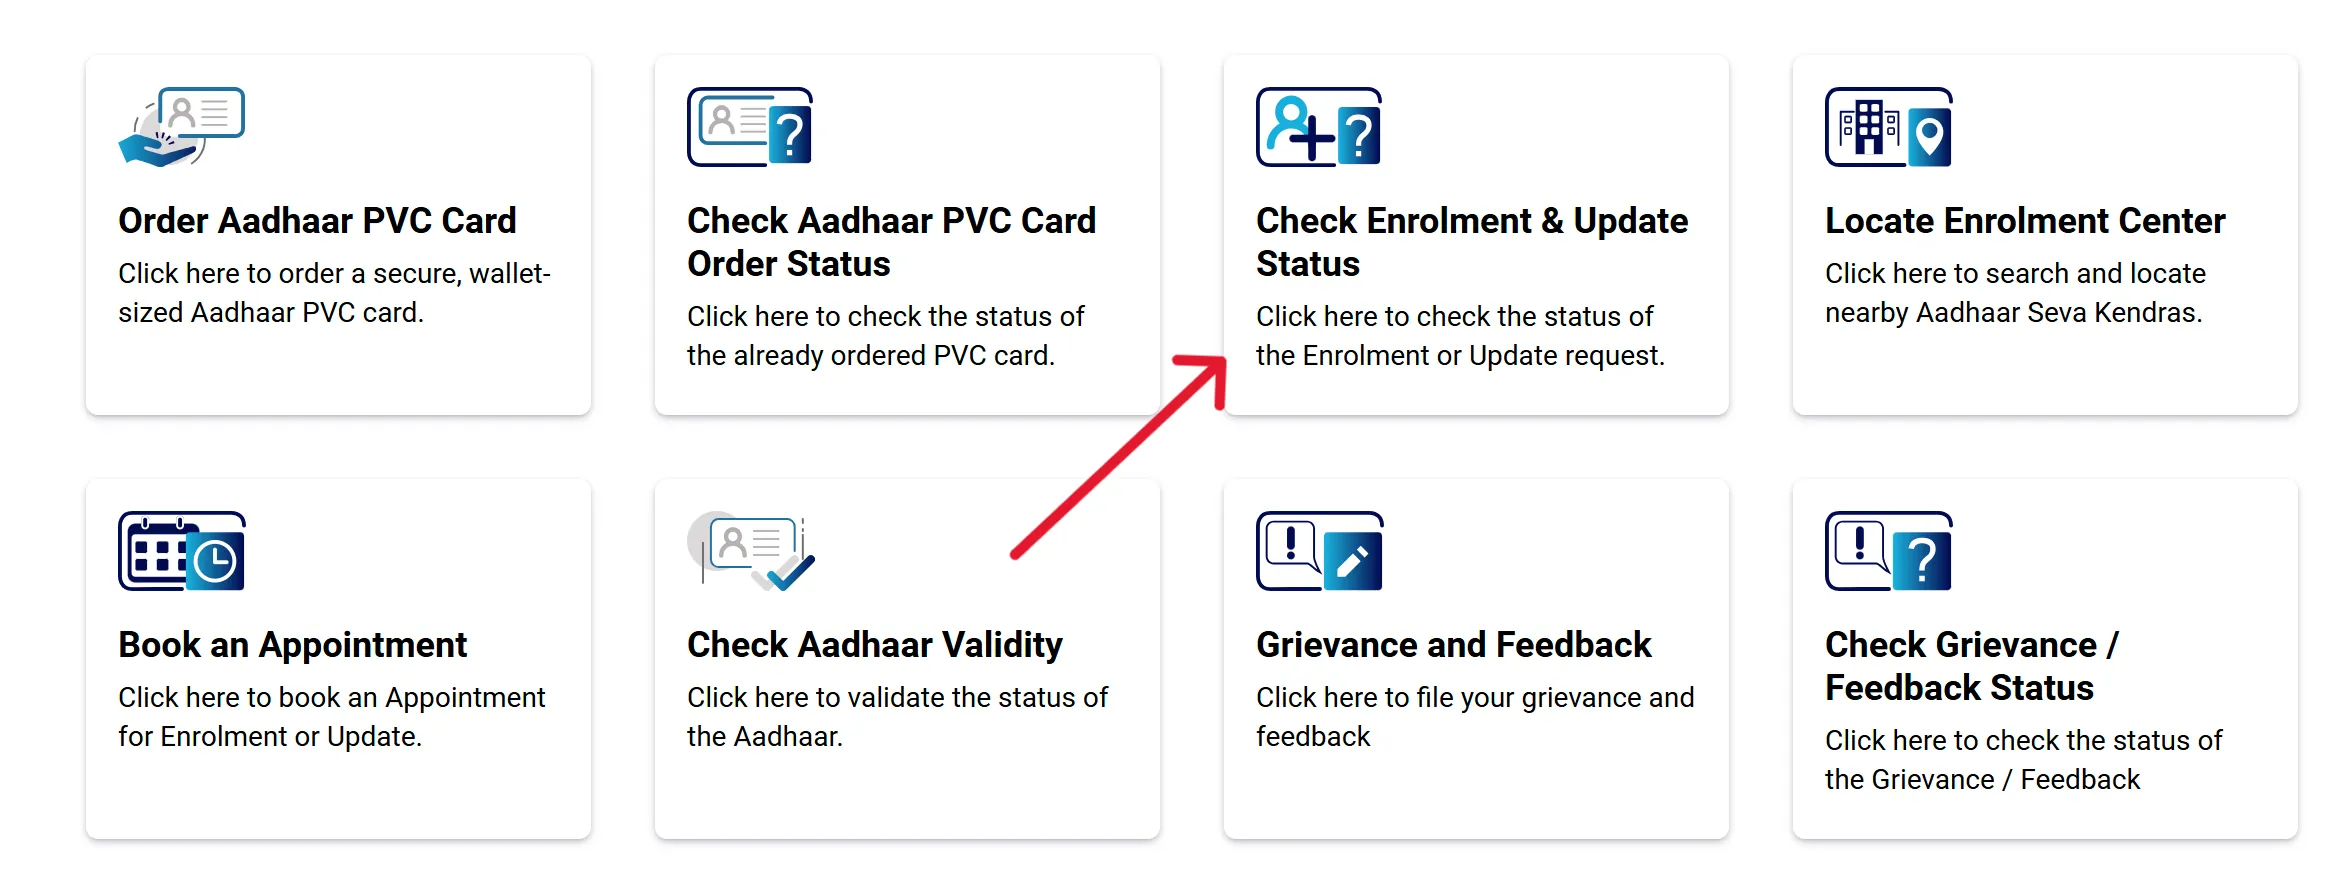 Order Aadhaar PVC Card
Click here to order a secure, wallet-
sized Aadhaar PVC card.
Check Aadhaar PVC Card
Order Status
Click here to check the status of
the already ordered PVC card.
Check Enrolment & Update
Status
Click here to check the status of
the Enrolment or Update request.
Locate Enrolment Center
Click here to search and locate
nearby Aadhaar Seva Kendras.
Book an Appointment
Click here to book an Appointment
for Enrolment or Update.
Check Aadhaar Validity
Click here to validate the status of
the Aadhaar.
Grievance and Feedback
Click here to file your grievance and
feedback
Check Grievance /
Feedback Status
Click here to check the status of
the Grievance / Feedback